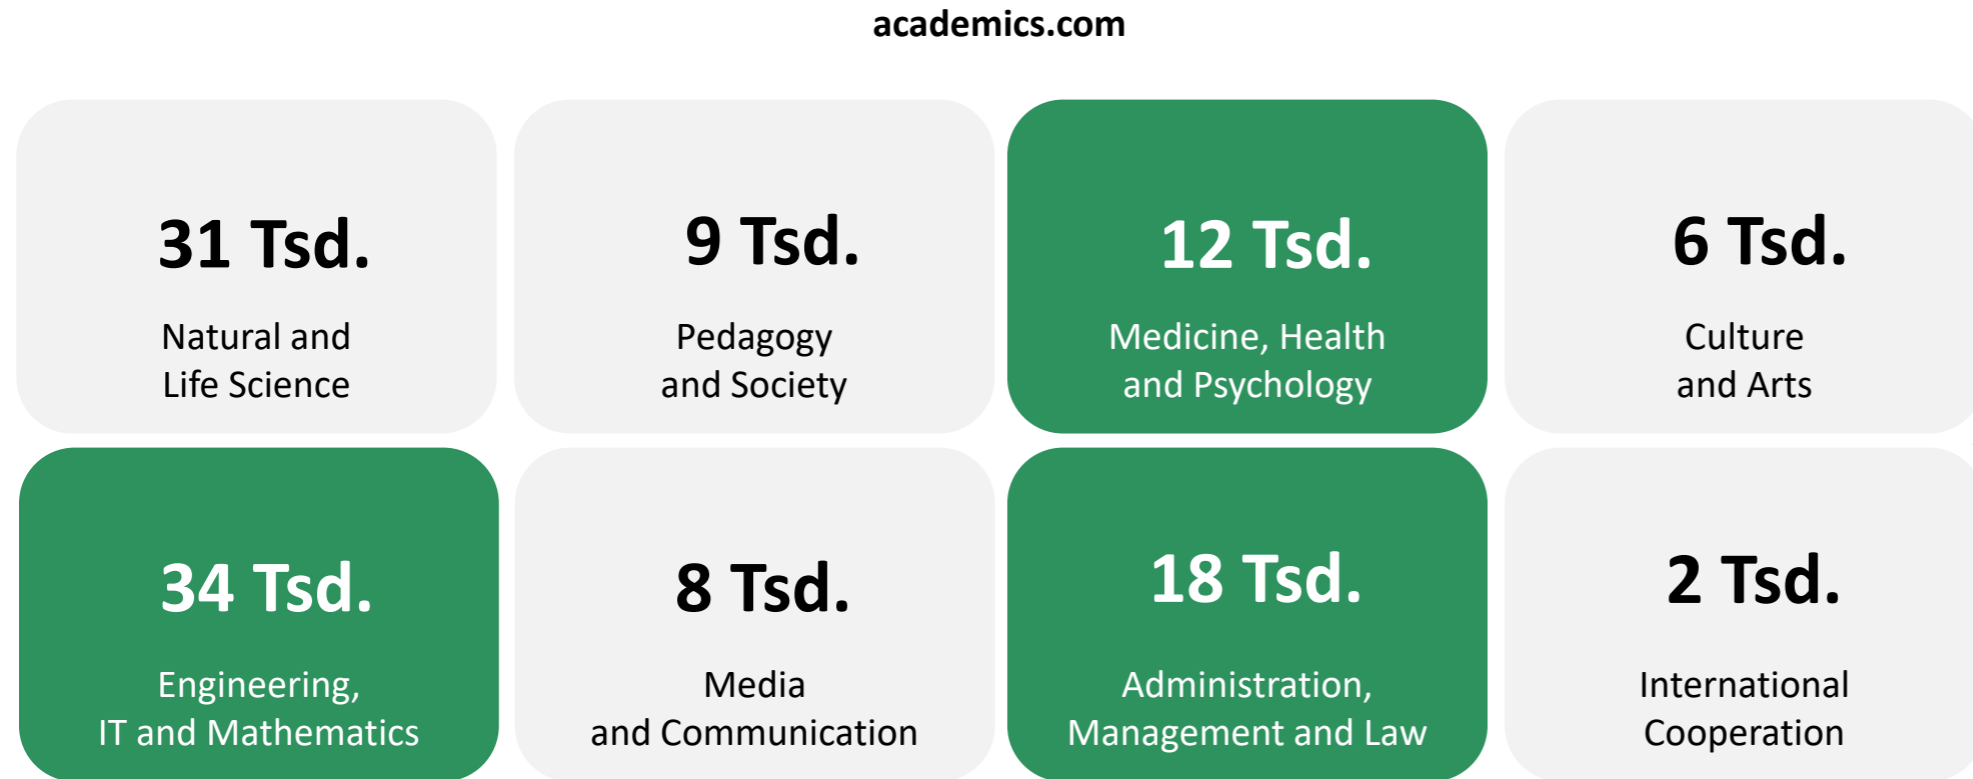 academics.com
31 Tsd.
Natural and
Life Science
9 Tsd.
Pedagogy
and Society
12 Tsd.
Medicine, Health
and Psychology
6 Tsd.
Culture
and Arts
34 Tsd.
Engineering,
IT and Mathematics
8 Tsd.
Media
and Communication
18 Tsd.
Administration,
Management and Law
2 Tsd.
International
Cooperation